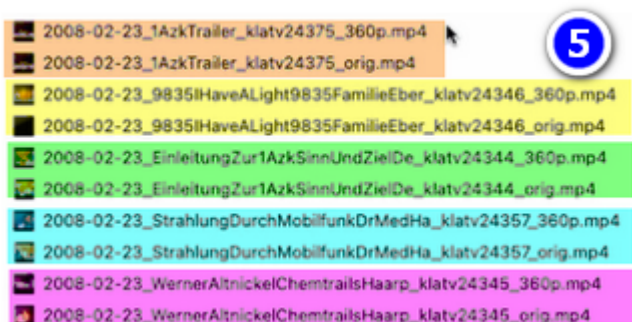 2008-02-23_1AzkTrailer_klatv24375_360p.mp4
5
2008-02-23_1AzkTrailer_klatv24375_orig.mp4
2008-02-23_9835IHaveALight9835FamilieEber_klatv24346_360p.mp4
2008-02-23_9835IHaveALight9835FamilieEber_klatv24346_orig.mp4
2008-02-23_EinleitungZur1AzkSinnUndZielDe_klatv24344_360p.mp4
2008-02-23_EinleitungZur1AzkSinnUndZielDe_klatv24344_orig.mp4
2008-02-23_StrahlungDurchMobilfunkDrMedHa_klatv24357_360p.mp4
2008-02-23_StrahlungDurchMobilfunkDrMedHa_klatv24357_orig.mp4
2008-02-23_WernerAltnickelChemtrailsHaarp_klatv24345_360p.mp4
2008-02-23_WernerAltnickelChemtrailsHaarp_klatv24345_orig.mp4